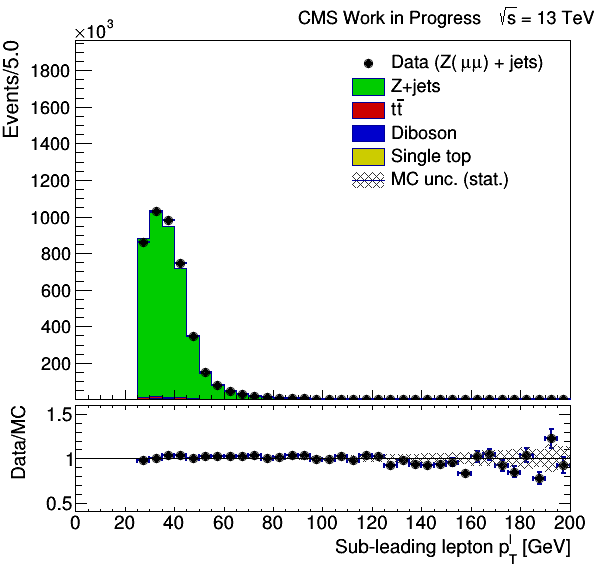 CMS Work in Progress √s = 13 TeV
×10³
Events/5.0
1800
1600
1400
1200
1000
800
600
400
200
Data (Z(μμ) + jets)
Z+jets
tt̄
Diboson
Single top
MC unc. (stat.)
Data/MC
1.5
1
0.5
0 20 40 60 80 100 120 140 160 180 200
Sub-leading lepton p_T^l [GeV]